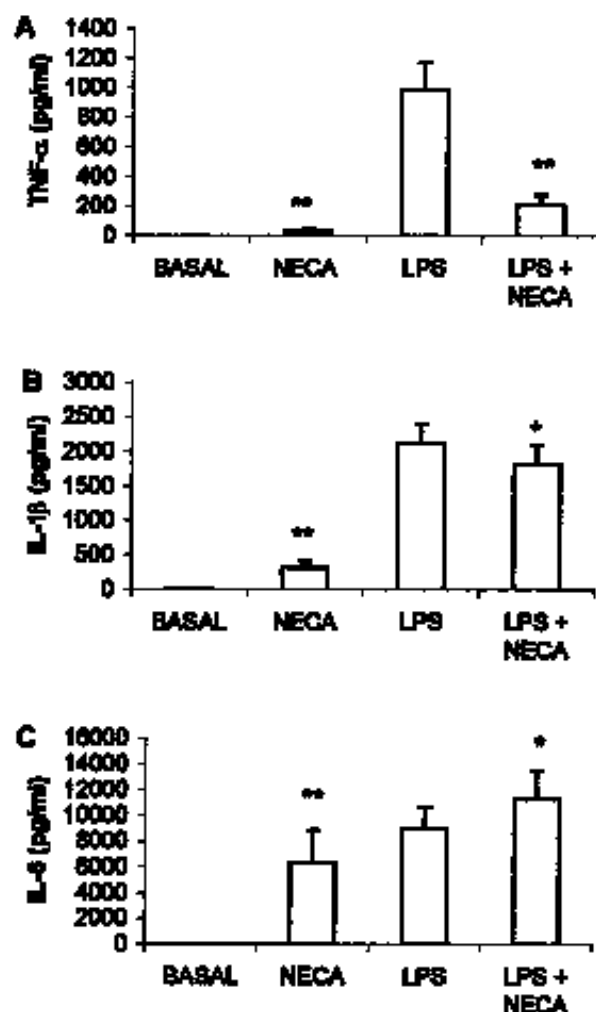 A
TNF-α (pg/ml)
1400
1200
1000
800
600
400
200
0
**
**
BASAL NECA LPS LPS +
NECA
B
IL-1β (pg/ml)
3000
2500
2000
1500
1000
500
0
**
*
BASAL NECA LPS LPS +
NECA
C
IL-6 (pg/ml)
16000
14000
12000
10000
8000
6000
4000
2000
0
**
*
BASAL NECA LPS LPS +
NECA